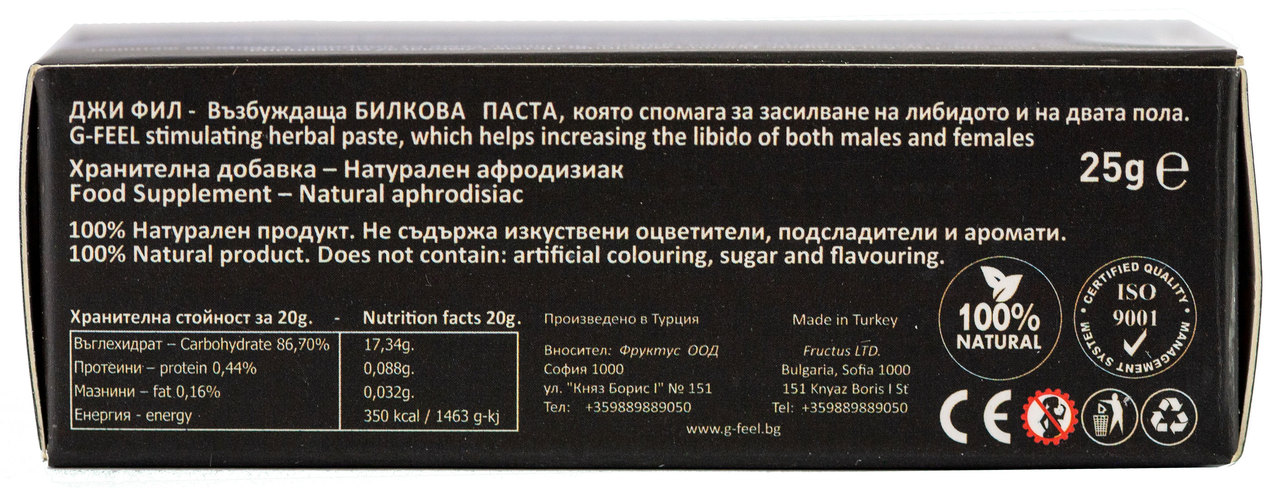 ДЖИ ФИЛ - Възбуждаща БИЛКОВА ПАСТА, която спомага за засилване на либидото и на двата пола.
G-FEEL stimulating herbal paste, which helps increasing the libido of both males and females
Хранителна добавка – Натурален афродизиак
Food Supplement – Natural aphrodisiac
25g ℮
100% Натурален продукт. Не съдържа изкуствени оцветители, подсладители и аромати.
100% Natural product. Does not contain: artificial colouring, sugar and flavouring.
Хранителна стойност за 20g. - Nutrition facts 20g.
Въглехидрат – Carbohydrate 86,70% 17,34g.
Протеини – protein 0,44% 0,088g.
Мазнини – fat 0,16% 0,032g.
Енергия - energy 350 kcal / 1463 g-kj
Произведено в Турция
Вносител: Фруктус ООД
София 1000
ул. "Княз Борис I" № 151
Тел: +359889889050
Made in Turkey
Fructus LTD.
Bulgaria, Sofia 1000
151 Knyaz Boris I St
Tel: +359889889050
www.g-feel.bg
100%
NATURAL
CERTIFIED QUALITY
ISO
9001
MANAGEMENT SYSTEM
CE